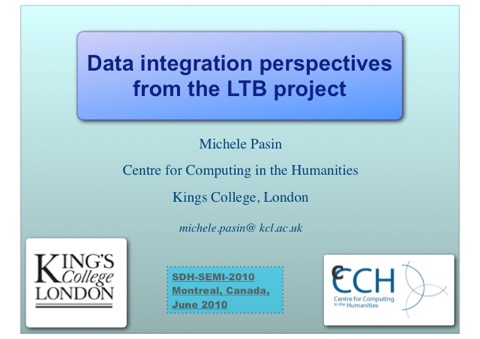 Data integration perspectives
from the LTB project
Michele Pasin
Centre for Computing in the Humanities
Kings College, London
michele.pasin@ kcl.ac.uk
KING'S
College
LONDON
SDH-SEMI-2010
Montreal, Canada,
June 2010
CCH
Centre for Computing
in the Humanities